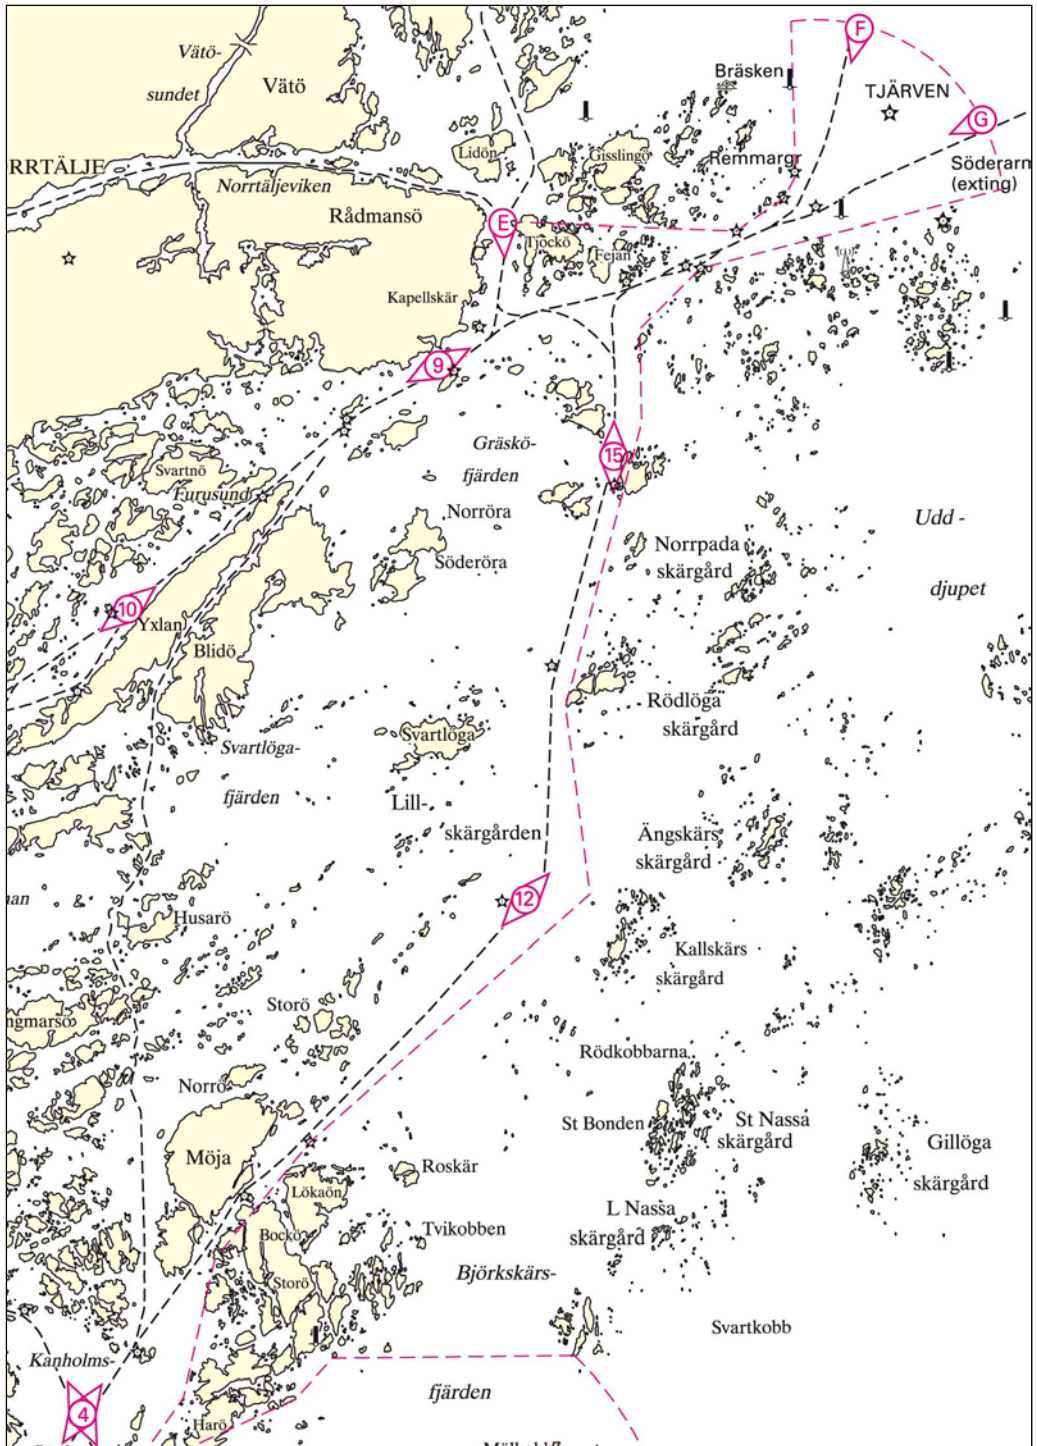 F
Bräsken
Vätö-
Vätö
TJÄRVEN
sundet
G
Lidön
Gisslingö
Remmargr
Söderarm
(exting)
RRTÄLJE
Norrtäljeviken
Rådmansö
E
Tjockö
Fejan
Kapellskär
9
Gräskö-
fjärden
15
Svartnö
Furusund
Norröra
Udd -
Norrpada
skärgård
Söderöra
djupet
10
Yxlan
Blidö
Rödlöga
skärgård
Svartlöga
Svartlöga-
fjärden
Lill-
skärgården
Ängskärs
skärgård
an &
12
Husarö
Kallskärs
skärgård
Storö
ngmarsö
Rödkobbarna
Norrö
St Bonden
St Nassa
skärgård
Gillöga
skärgård
Möja
Roskär
Lökaön
L Nassa
skärgård
Tvikobben
Bockö
Björkskärs-
Storö
Svartkobb
Kanholms-
fjärden
4
Harö